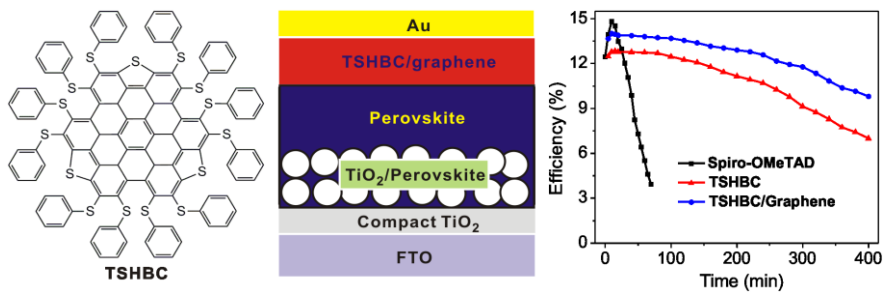 S S S S
S S
S S
S S
S S S S
TSHBC
Au
TSHBC/graphene
Perovskite
TiO₂/Perovskite
Compact TiO₂
FTO
Efficiency (%)
15
12
9
6
3
0
Spiro-OMeTAD
TSHBC
TSHBC/Graphene
0 100 200 300 400
Time (min)